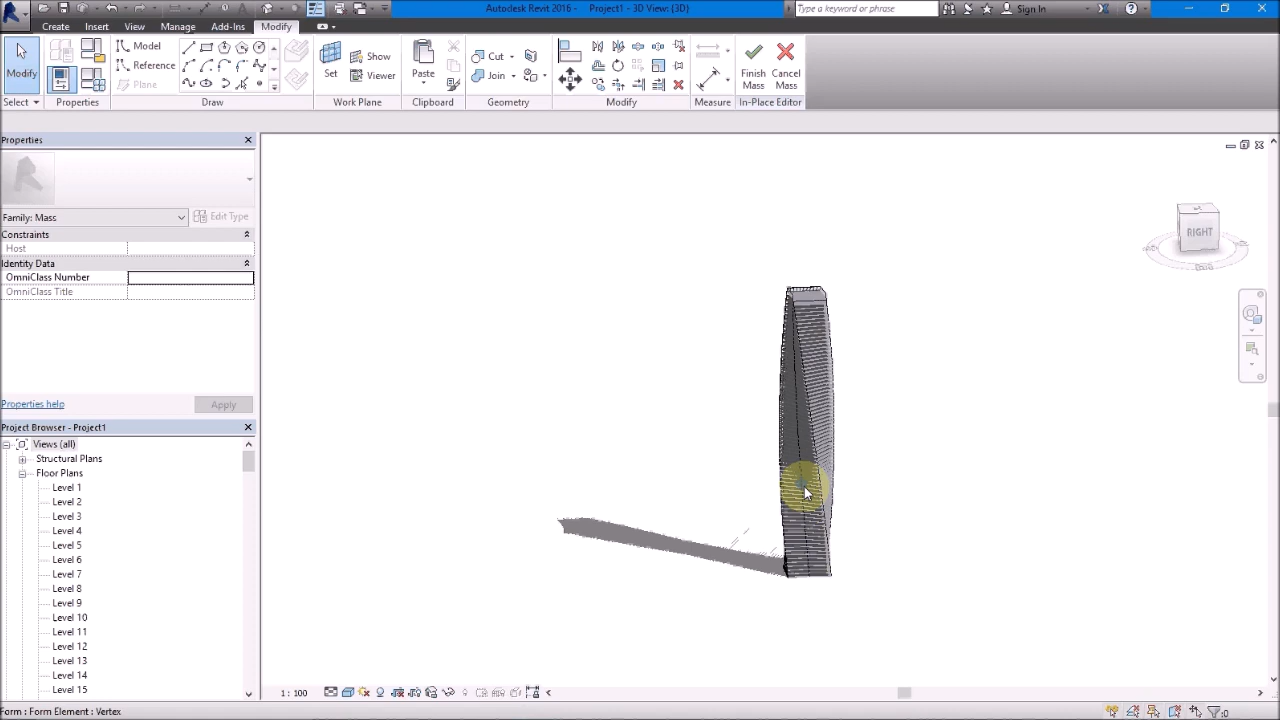 Autodesk Revit 2016 - Project1 - 3D View: {3D}
Type a keyword or phrase
Sign In
Create Insert View Manage Add-Ins Modify
Modify
Model
Reference
Plane
Set
Show
Viewer
Paste
Cut
Join
Finish Mass
Cancel Mass
Select Properties Draw Work Plane Clipboard Geometry Modify Measure In-Place Editor
Properties
Family: Mass
Edit Type
Constraints
Host
Identity Data
OmniClass Number
OmniClass Title
Properties help
Apply
Project Browser - Project1
Views (all)
Structural Plans
Floor Plans
Level 1
Level 2
Level 3
Level 4
Level 5
Level 6
Level 7
Level 8
Level 9
Level 10
Level 11
Level 12
Level 13
Level 14
Level 15
RIGHT
1 : 100
Form : Form Element : Vertex
:0